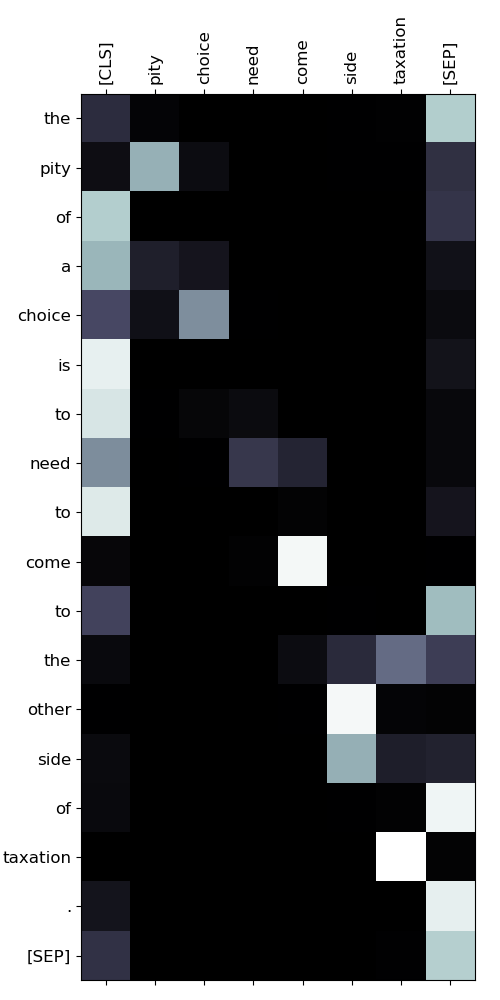 [CLS] pity choice need come side taxation [SEP]
the
pity
of
a
choice
is
to
need
to
come
to
the
other
side
of
taxation
.
[SEP]